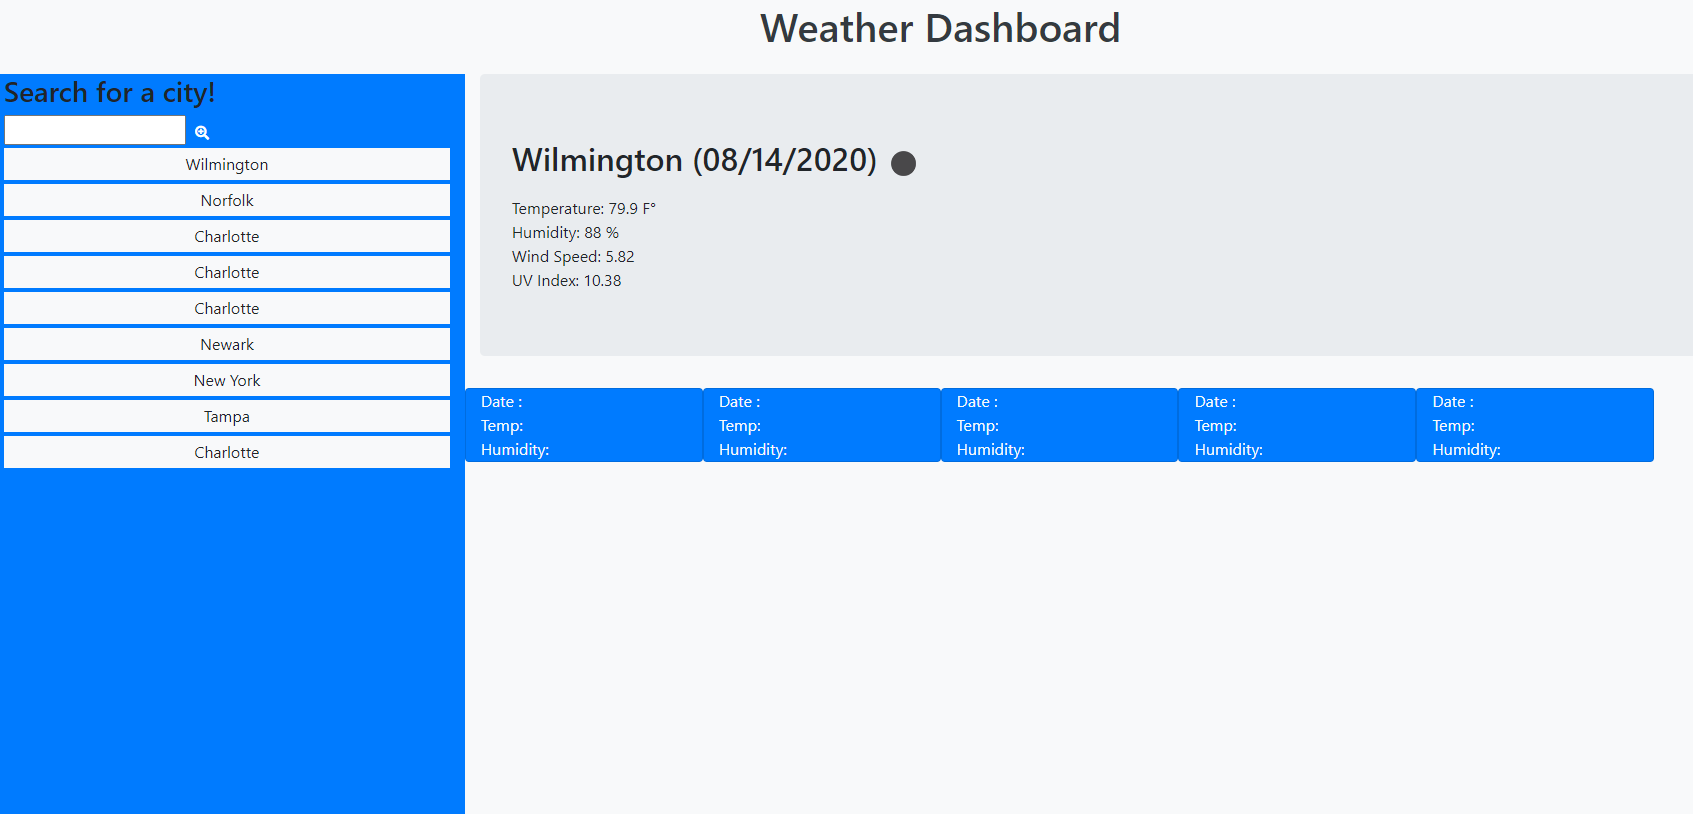 Weather Dashboard
Search for a city!
Wilmington
Norfolk
Charlotte
Charlotte
Charlotte
Newark
New York
Tampa
Charlotte
Wilmington (08/14/2020)
Temperature: 79.9 F°
Humidity: 88 %
Wind Speed: 5.82
UV Index: 10.38
Date :
Temp:
Humidity:
Date :
Temp:
Humidity:
Date :
Temp:
Humidity:
Date :
Temp:
Humidity:
Date :
Temp:
Humidity: